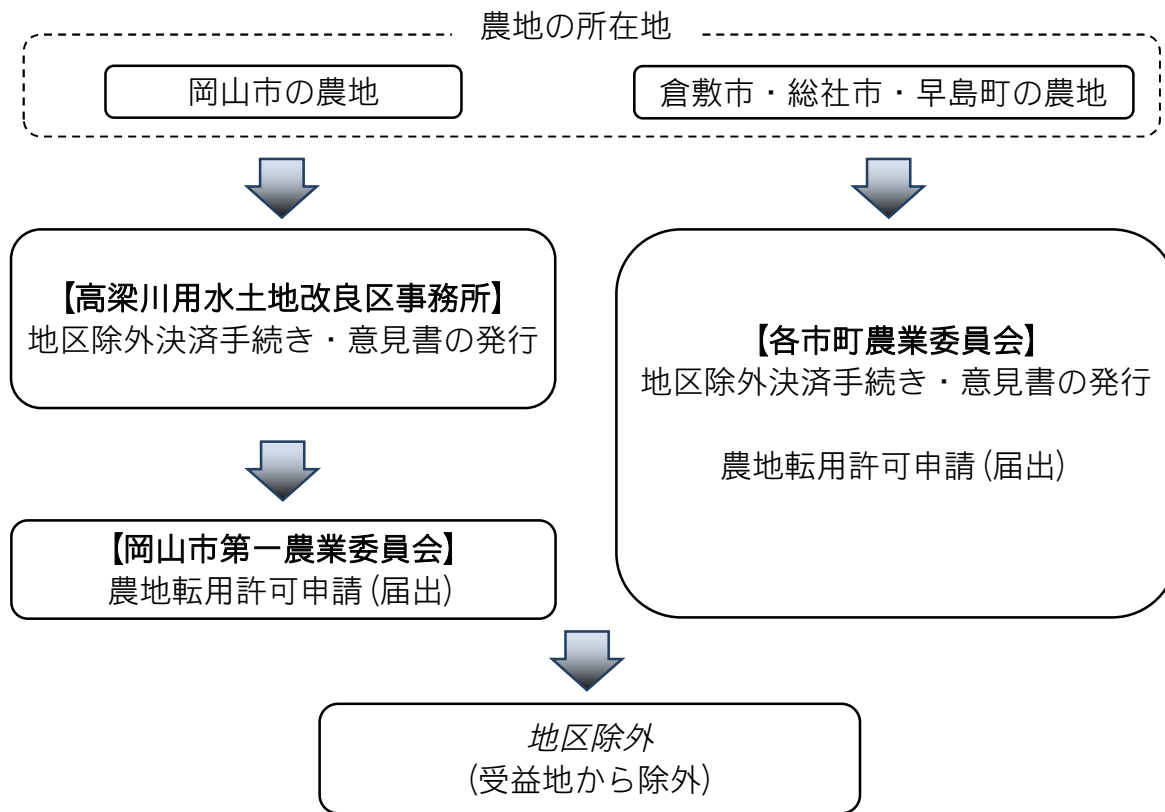 農地の所在地
岡山市の農地
倉敷市・総社市・早島町の農地
【高梁川用水土地改良区事務所】
地区除外決済手続き・意見書の発行
【岡山市第一農業委員会】
農地転用許可申請(届出)
【各市町農業委員会】
地区除外決済手続き・意見書の発行
農地転用許可申請(届出)
地区除外
(受益地から除外)